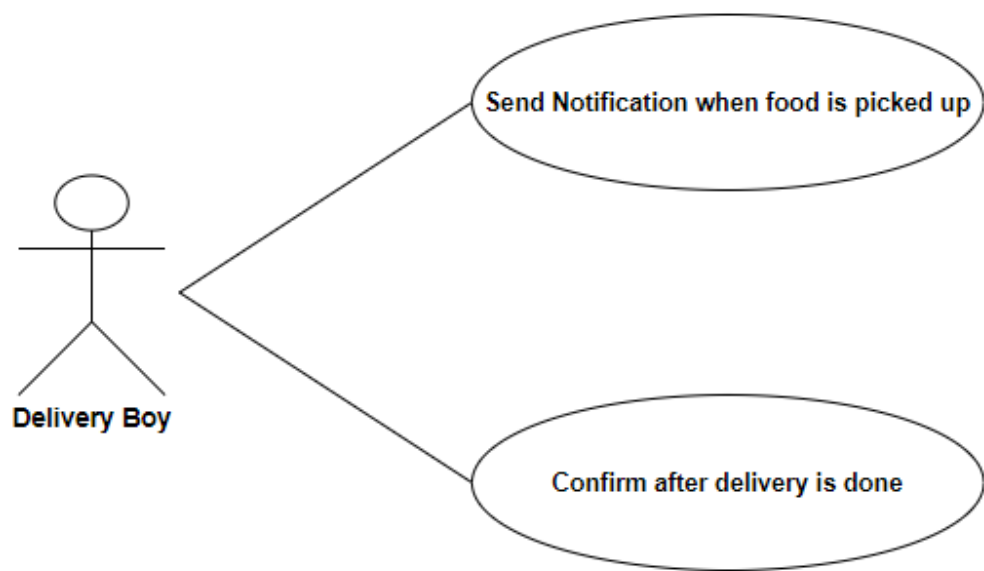 Send Notification when food is picked up
Delivery Boy
Confirm after delivery is done